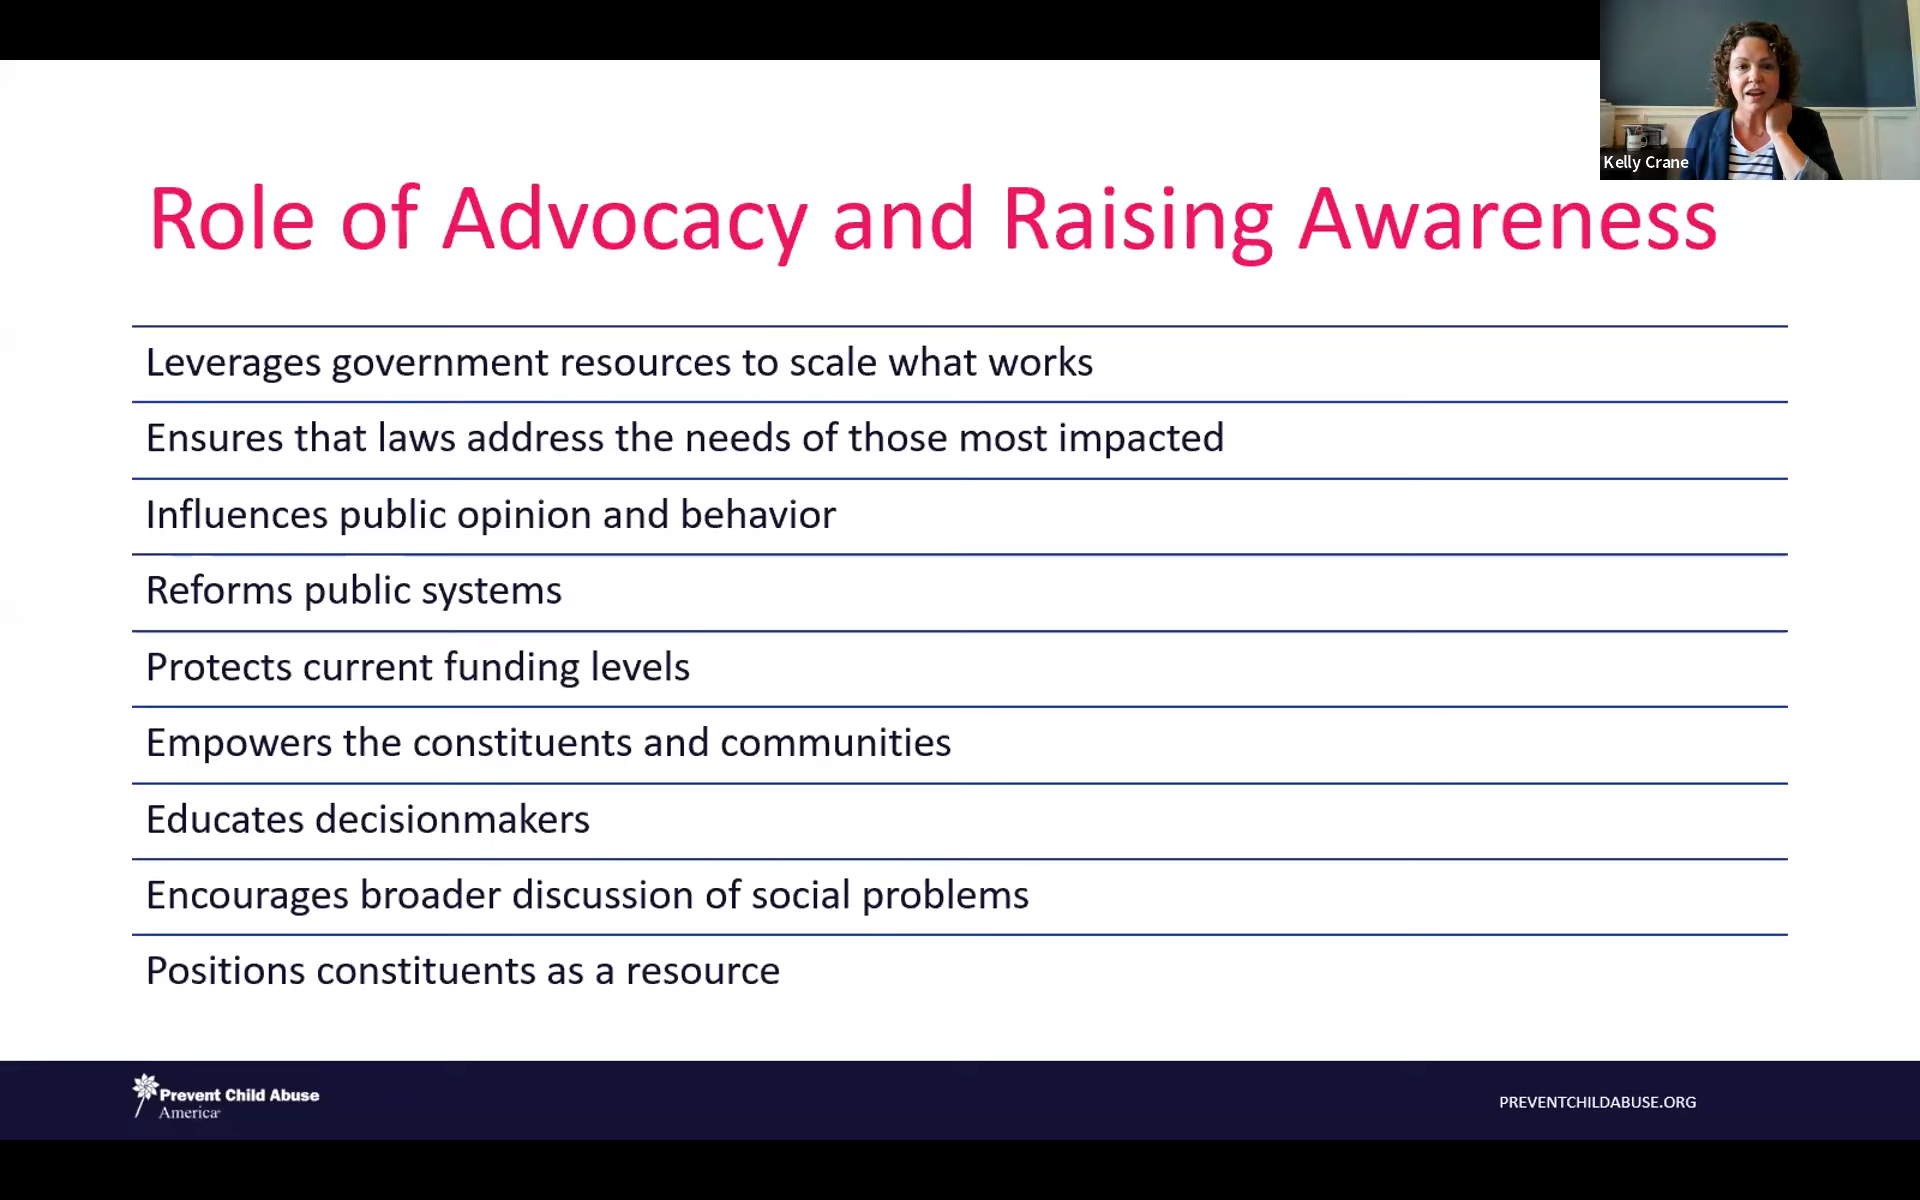 Kelly Crane
Role of Advocacy and Raising Awareness
Leverages government resources to scale what works
Ensures that laws address the needs of those most impacted
Influences public opinion and behavior
Reforms public systems
Protects current funding levels
Empowers the constituents and communities
Educates decisionmakers
Encourages broader discussion of social problems
Positions constituents as a resource
Prevent Child Abuse
America
PREVENTCHILDABUSE.ORG